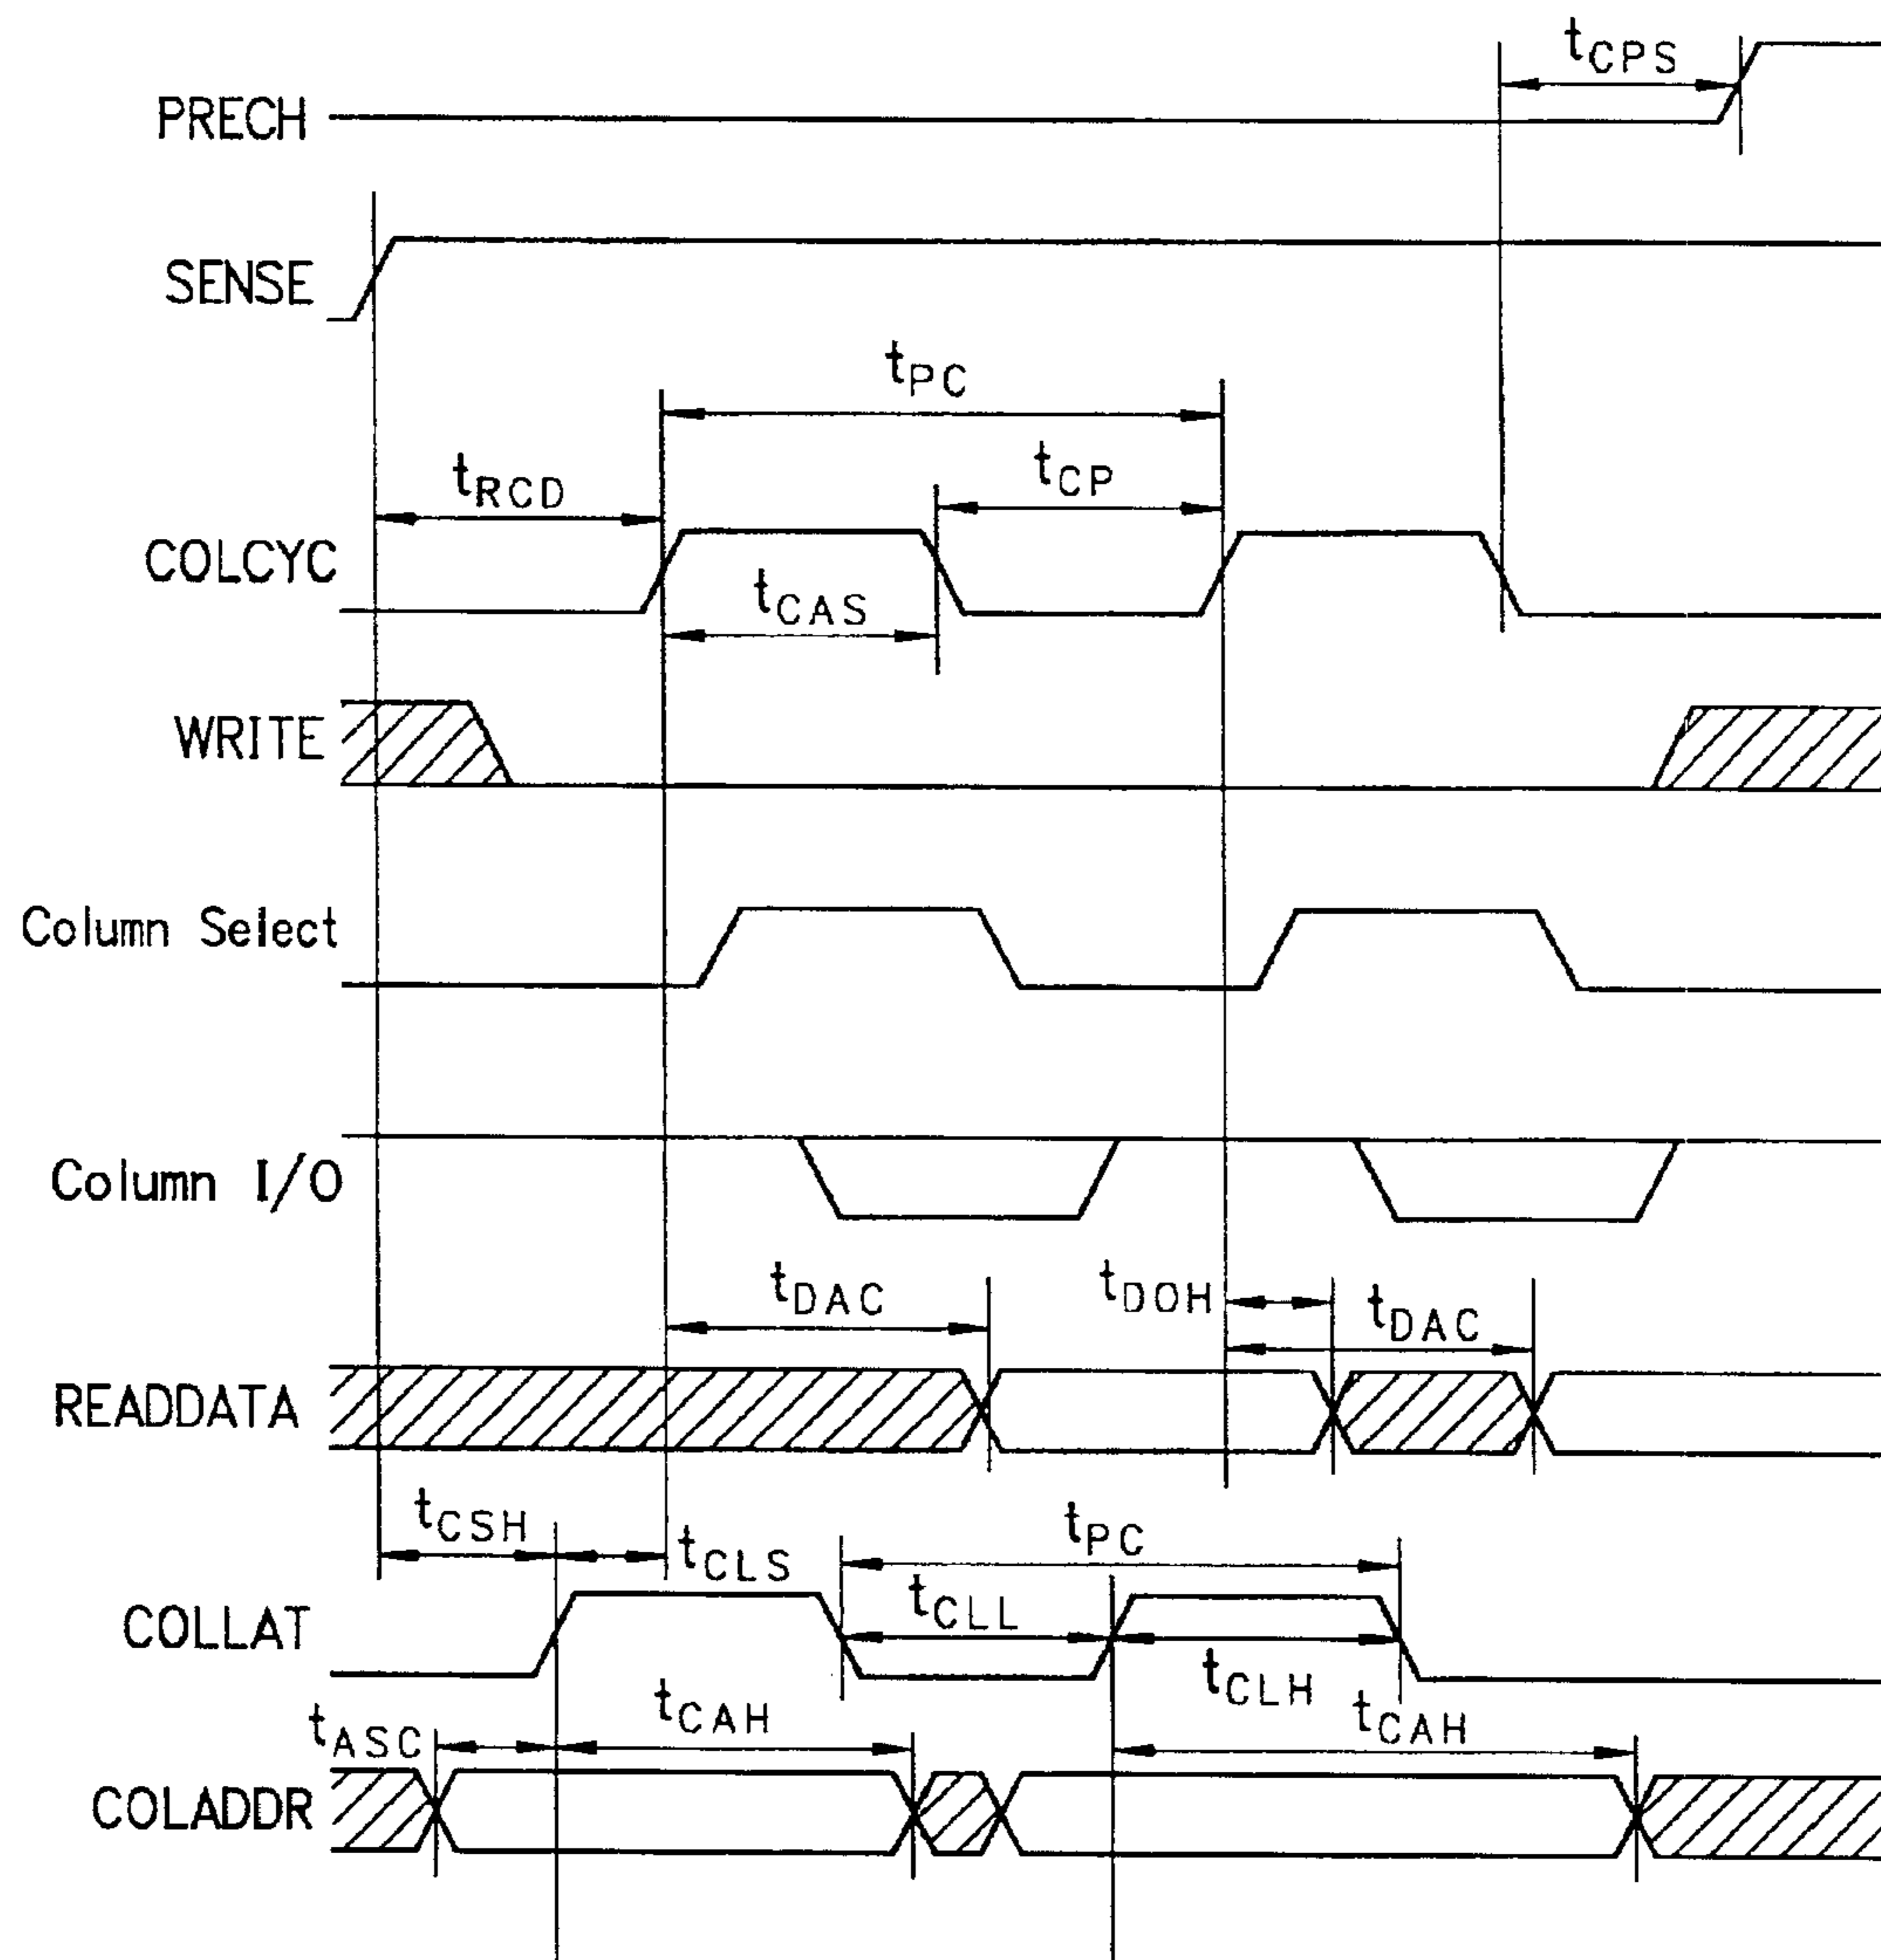 tCPS
PRECH
SENSE
tPC
tRCD
tCP
COLCYC
tCAS
WRITE
Column Select
Column I/O
tDAC
tDOH
tDAC
READDATA
tCSH
tCLS
tPC
COLLAT
tCLL
tCLH
tASC
tCAH
tCAH
COLADDR